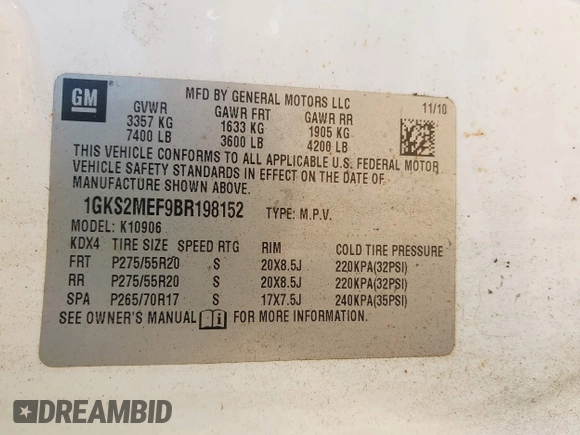 GM
MFD BY GENERAL MOTORS LLC 11/10
GVWR GAWR FRT GAWR RR
3357 KG 1633 KG 1905 KG
7400 LB 3600 LB 4200 LB
THIS VEHICLE CONFORMS TO ALL APPLICABLE U.S. FEDERAL MOTOR
VEHICLE SAFETY STANDARDS IN EFFECT ON THE DATE OF
MANUFACTURE SHOWN ABOVE.
1GKS2MEF9BR198152 TYPE: M.P.V.
MODEL: K10906
KDX4 TIRE SIZE SPEED RTG RIM COLD TIRE PRESSURE
FRT P275/55R20 S 20X8.5J 220KPA(32PSI)
RR P275/55R20 S 20X8.5J 220KPA(32PSI)
SPA P265/70R17 S 17X7.5J 240KPA(35PSI)
SEE OWNER'S MANUAL FOR MORE INFORMATION.
DREAMBID